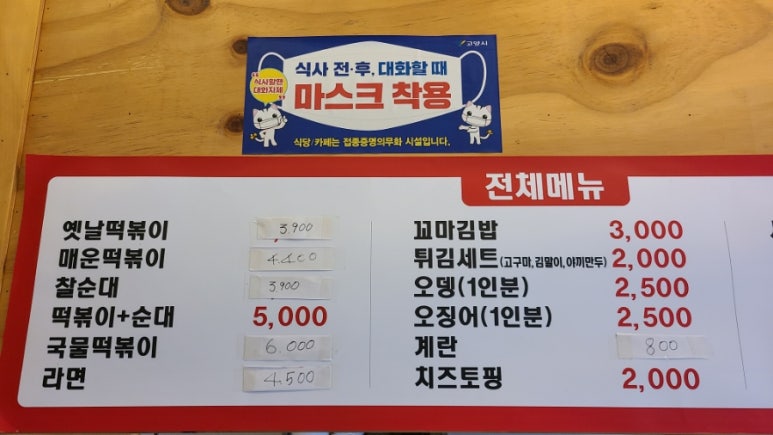 고양시
식사 전·후, 대화할 때
마스크 착용
식사할땐
대화자제
식당/카페는 접종증명의무화 시설입니다.
전체메뉴
옛날떡볶이 3,900
매운떡볶이 4,400
찰순대 3,900
떡볶이+순대 5,000
국물떡볶이 6,000
라면 4,500
꼬마김밥 3,000
튀김세트(고구마, 김말이, 야끼만두) 2,000
오뎅(1인분) 2,500
오징어(1인분) 2,500
계란 800
치즈토핑 2,000